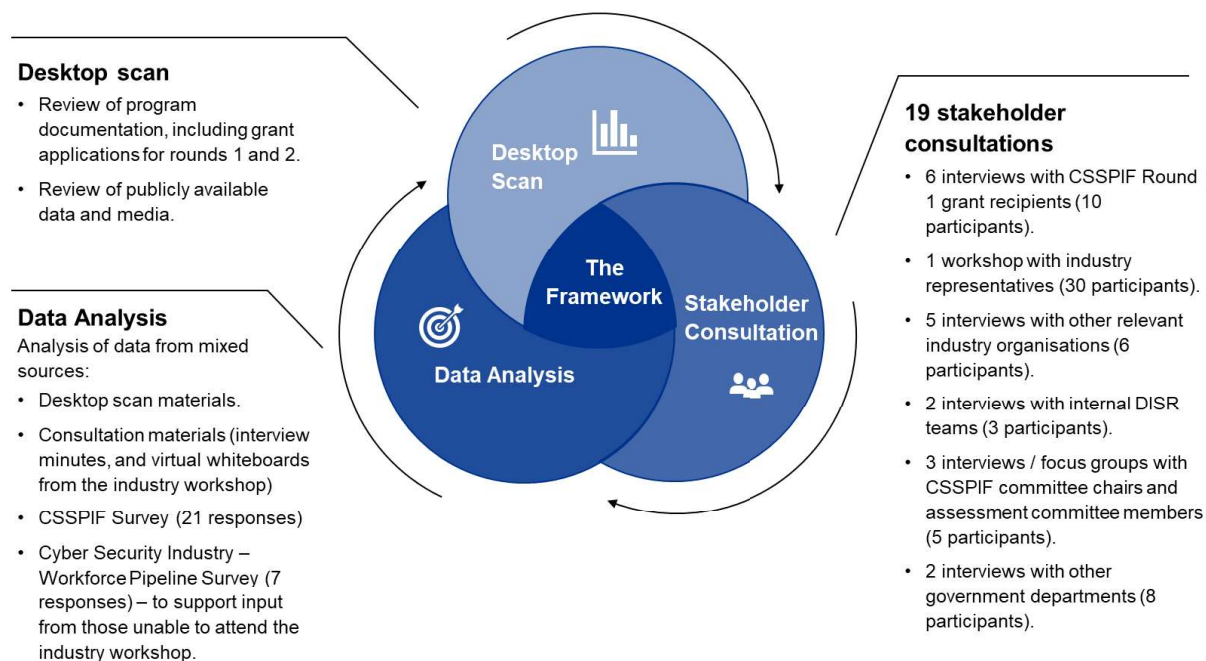 Desktop scan
• Review of program
documentation, including grant
applications for rounds 1 and 2.
• Review of publicly available
data and media.
Data Analysis
Analysis of data from mixed
sources:
• Desktop scan materials.
• Consultation materials (interview
minutes, and virtual whiteboards
from the industry workshop)
• CSSPIF Survey (21 responses)
• Cyber Security Industry –
Workforce Pipeline Survey (7
responses) – to support input
from those unable to attend the
industry workshop.
Desktop
Scan
The
Framework
Stakeholder
Consultation
Data Analysis
19 stakeholder
consultations
• 6 interviews with CSSPIF Round
1 grant recipients (10
participants).
• 1 workshop with industry
representatives (30 participants).
• 5 interviews with other relevant
industry organisations (6
participants).
• 2 interviews with internal DISR
teams (3 participants).
• 3 interviews / focus groups with
CSSPIF committee chairs and
assessment committee members
(5 participants).
• 2 interviews with other
government departments (8
participants).